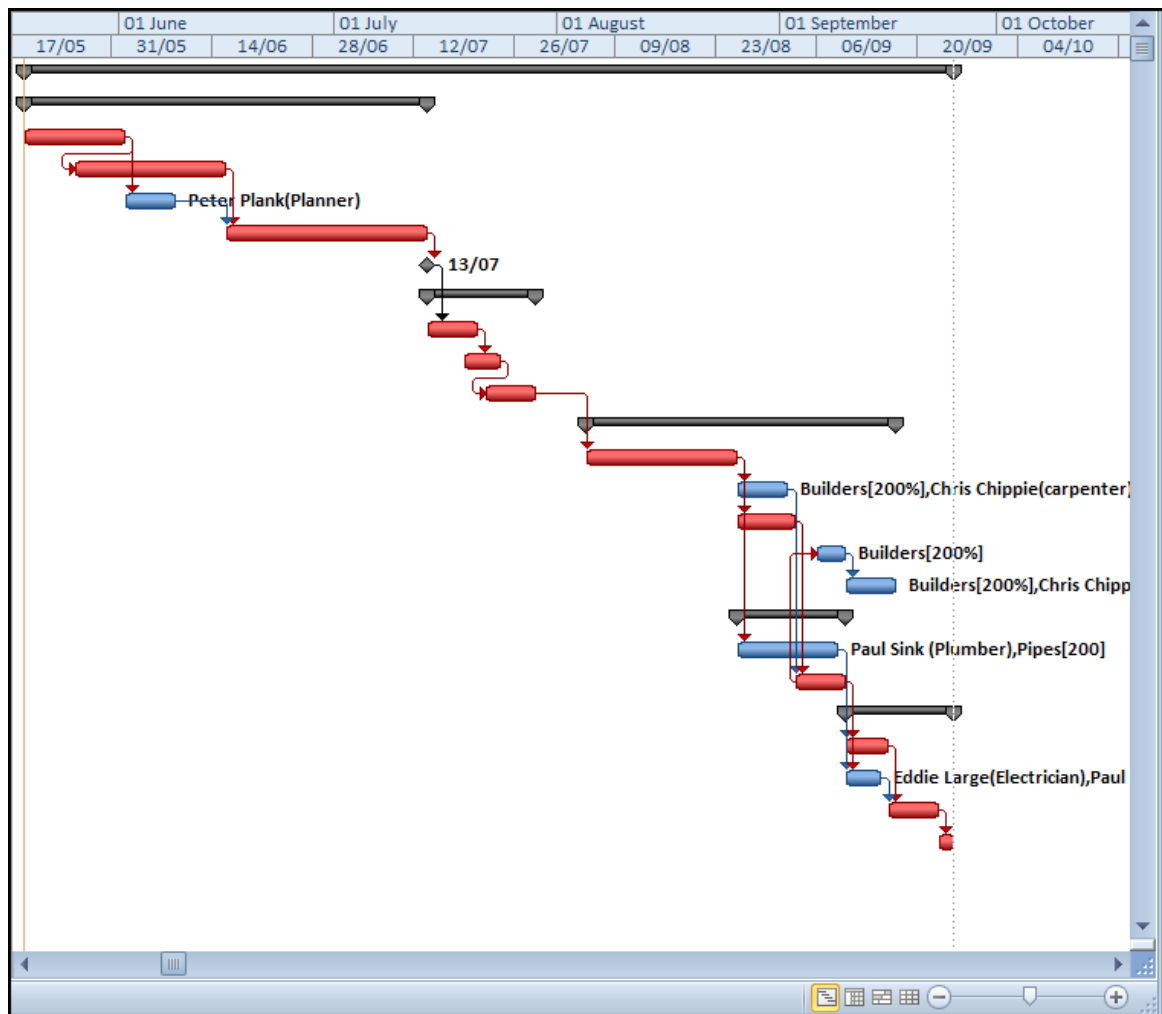 01 June 01 July 01 August 01 September 01 October
17/05 31/05 14/06 28/06 12/07 26/07 09/08 23/08 06/09 20/09 04/10
Peter Plank(Planner)
13/07
Builders[200%],Chris Chippie(carpenter)
Builders[200%]
Builders[200%],Chris Chipp
Paul Sink (Plumber),Pipes[200]
Eddie Large(Electrician),Paul